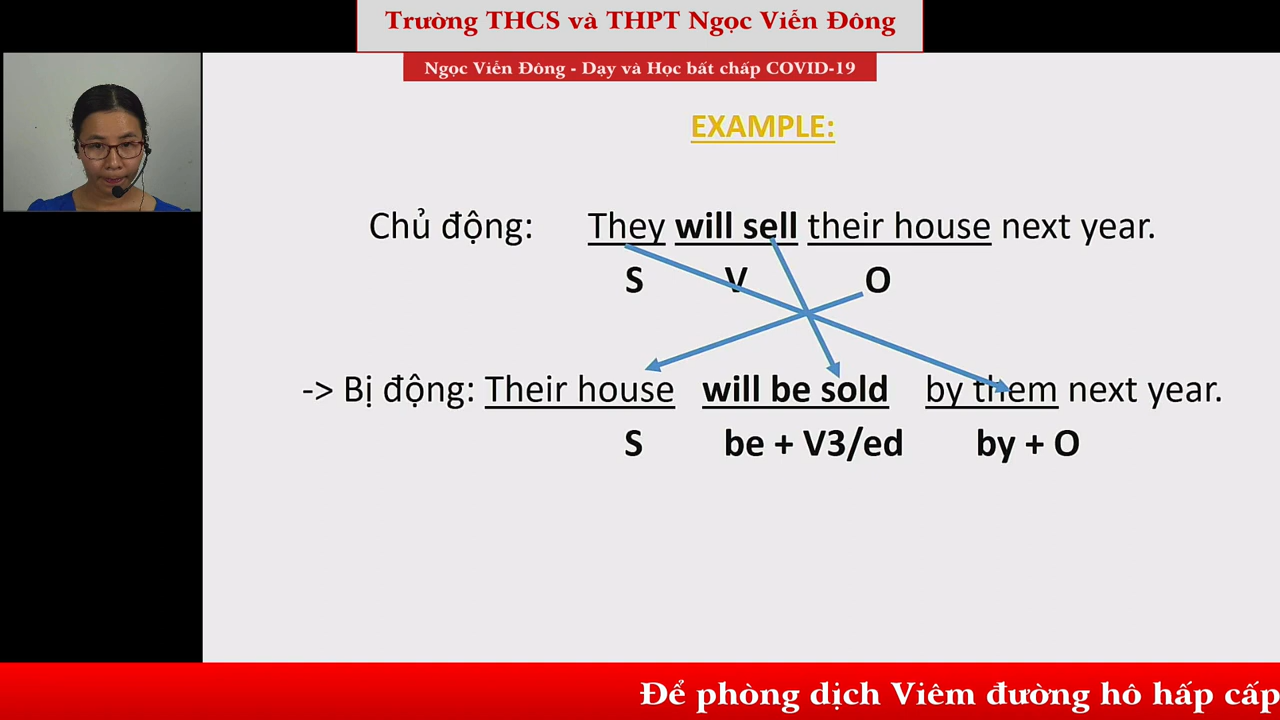 Trường THCS và THPT Ngọc Viễn Đông
Ngọc Viễn Đông - Dạy và Học bất chấp COVID-19
EXAMPLE:
Chủ động: They will sell their house next year.
S V O
-> Bị động: Their house will be sold by them next year.
S be + V3/ed by + O
Để phòng dịch Viêm đường hô hấp cấp